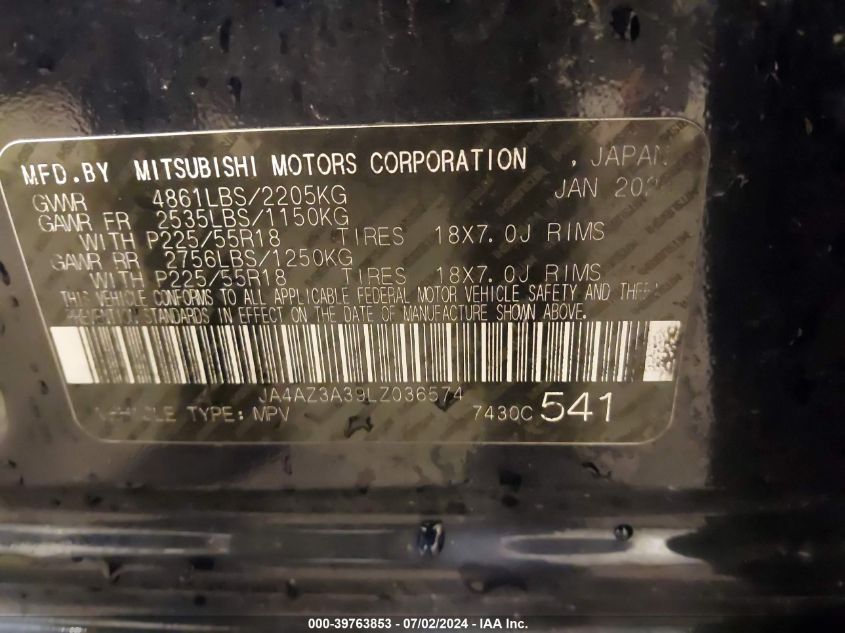 MFD.BY MITSUBISHI MOTORS CORPORATION , JAPAN
GVWR 4861LBS/2205KG JAN
GAWR FR 2535LBS/1150KG
WITH P225/55R18 TIRES 18X7.0J RIMS
GAWR RR 2756LBS/1250KG
WITH P225/55R18 TIRES 18X7.0J RIMS
THIS VEHICLE CONFORMS TO ALL APPLICABLE FEDERAL MOTOR VEHICLE SAFETY AND THEFT
PREVENTION STANDARDS IN EFFECT ON THE DATE OF MANUFACTURE SHOWN ABOVE.
JA4AZ3A39LZ036574
VEHICLE TYPE: MPV 7430C 541
000-39763853 / 07/02/2024 - IAA Inc.